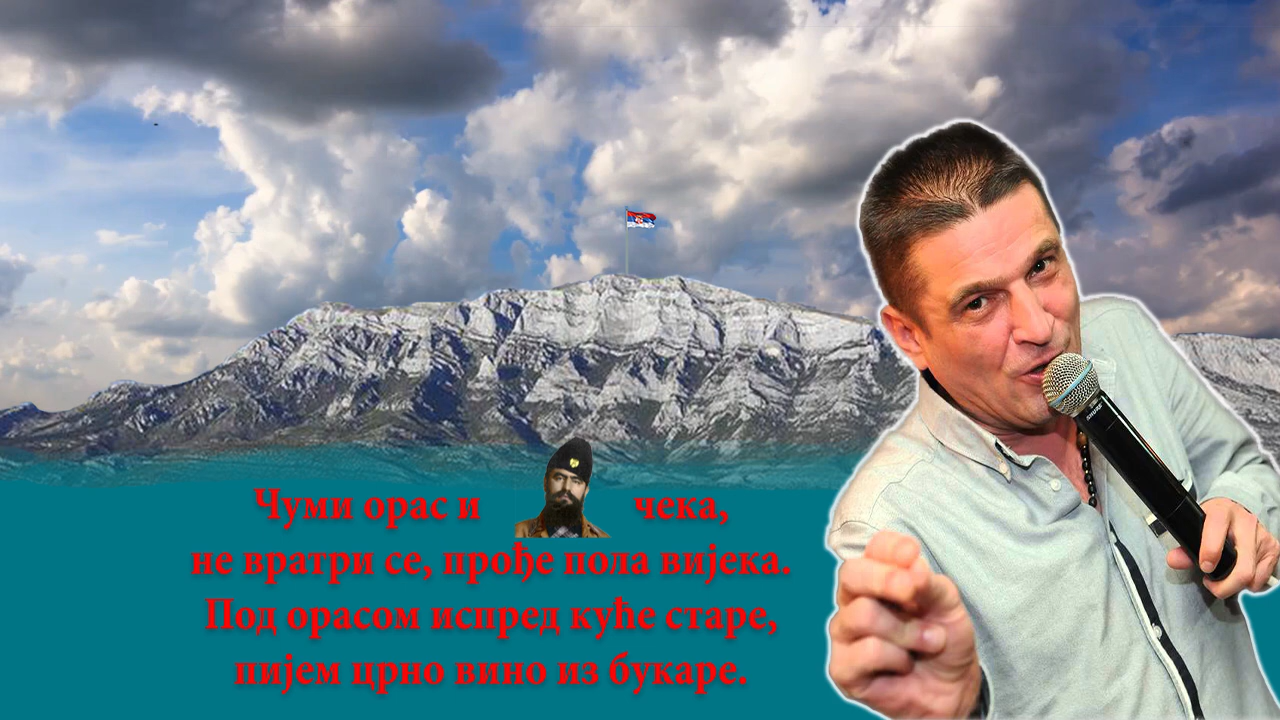 Чуми орас и чека,
не вратри се, прође пола вијека.
Под орасом испред куће старе,
пијем црно вино из букаре.
SHURE